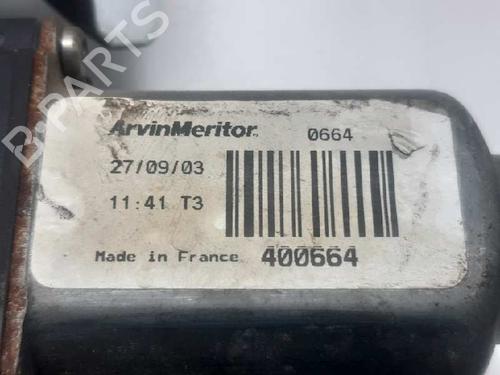 ArvinMeritor 0664
27/09/03
11:41 T3
Made in France 400664
B-PARTS